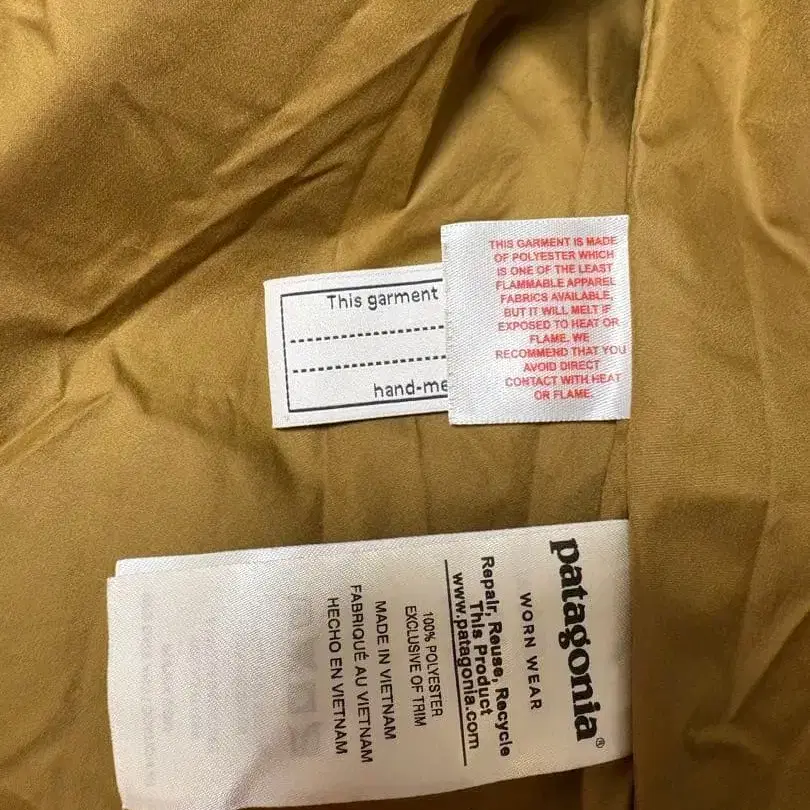 This garment
hand-me
THIS GARMENT IS MADE
OF POLYESTER WHICH
IS ONE OF THE LEAST
FLAMMABLE APPAREL
FABRICS AVAILABLE,
BUT IT WILL MELT IF
EXPOSED TO HEAT OR
FLAME. WE
RECOMMEND THAT YOU
AVOID DIRECT
CONTACT WITH HEAT
OR FLAME.
patagonia®
WORN WEAR
Repair, Reuse, Recycle
This Product
www.patagonia.com
100% POLYESTER
EXCLUSIVE OF TRIM
MADE IN VIETNAM
FABRIQUÉ AU VIETNAM
HECHO EN VIETNAM